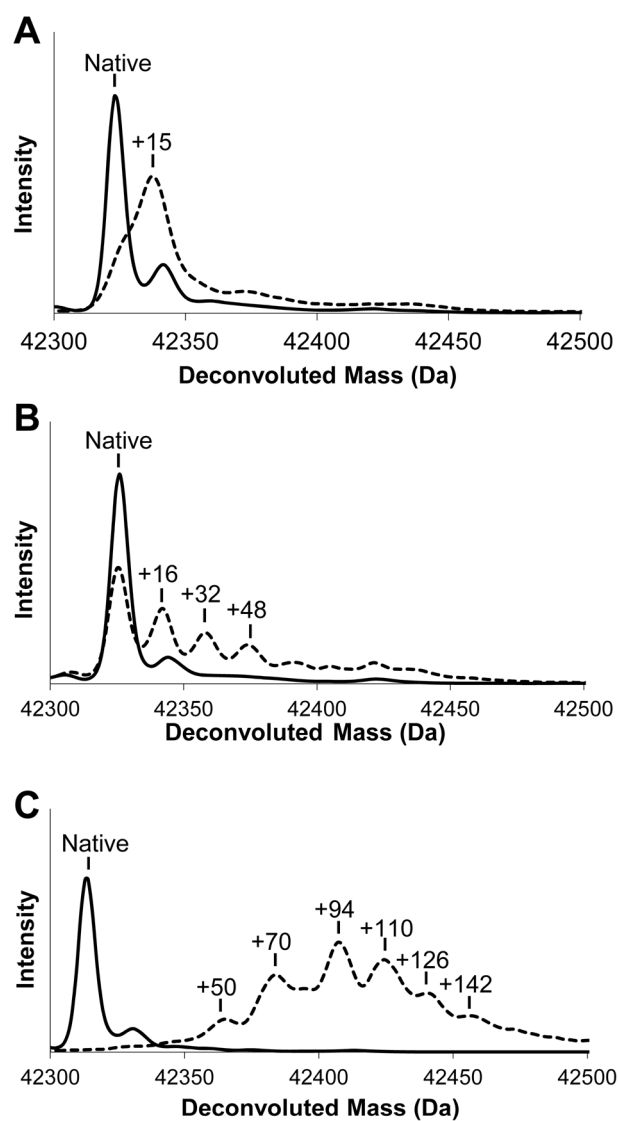 A
Native
+15
Intensity
42300 42350 42400 42450 42500
Deconvoluted Mass (Da)
B
Native
+16
+32
+48
Intensity
42300 42350 42400 42450 42500
Deconvoluted Mass (Da)
C
Native
+94
+110
+70
+126
+50
+142
Intensity
42300 42350 42400 42450 42500
Deconvoluted Mass (Da)